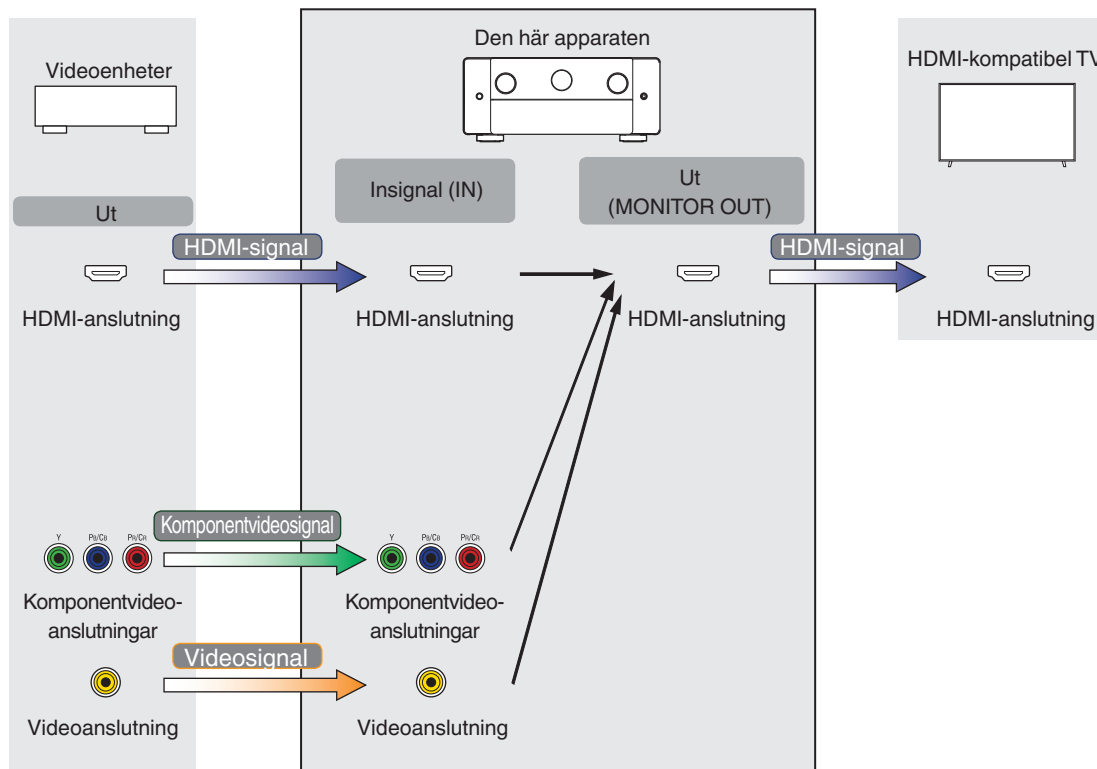 Den här apparaten
Videoenheter
HDMI-kompatibel TV
Insignal (IN)
Ut
(MONITOR OUT)
Ut
HDMI-signal
HDMI-signal
HDMI-anslutning
HDMI-anslutning
HDMI-anslutning
HDMI-anslutning
Komponentvideosignal
Y PB/CB PR/CR
Y PB/CB PR/CR
Komponentvideo-
anslutningar
Komponentvideo-
anslutningar
Videosignal
Videoanslutning
Videoanslutning